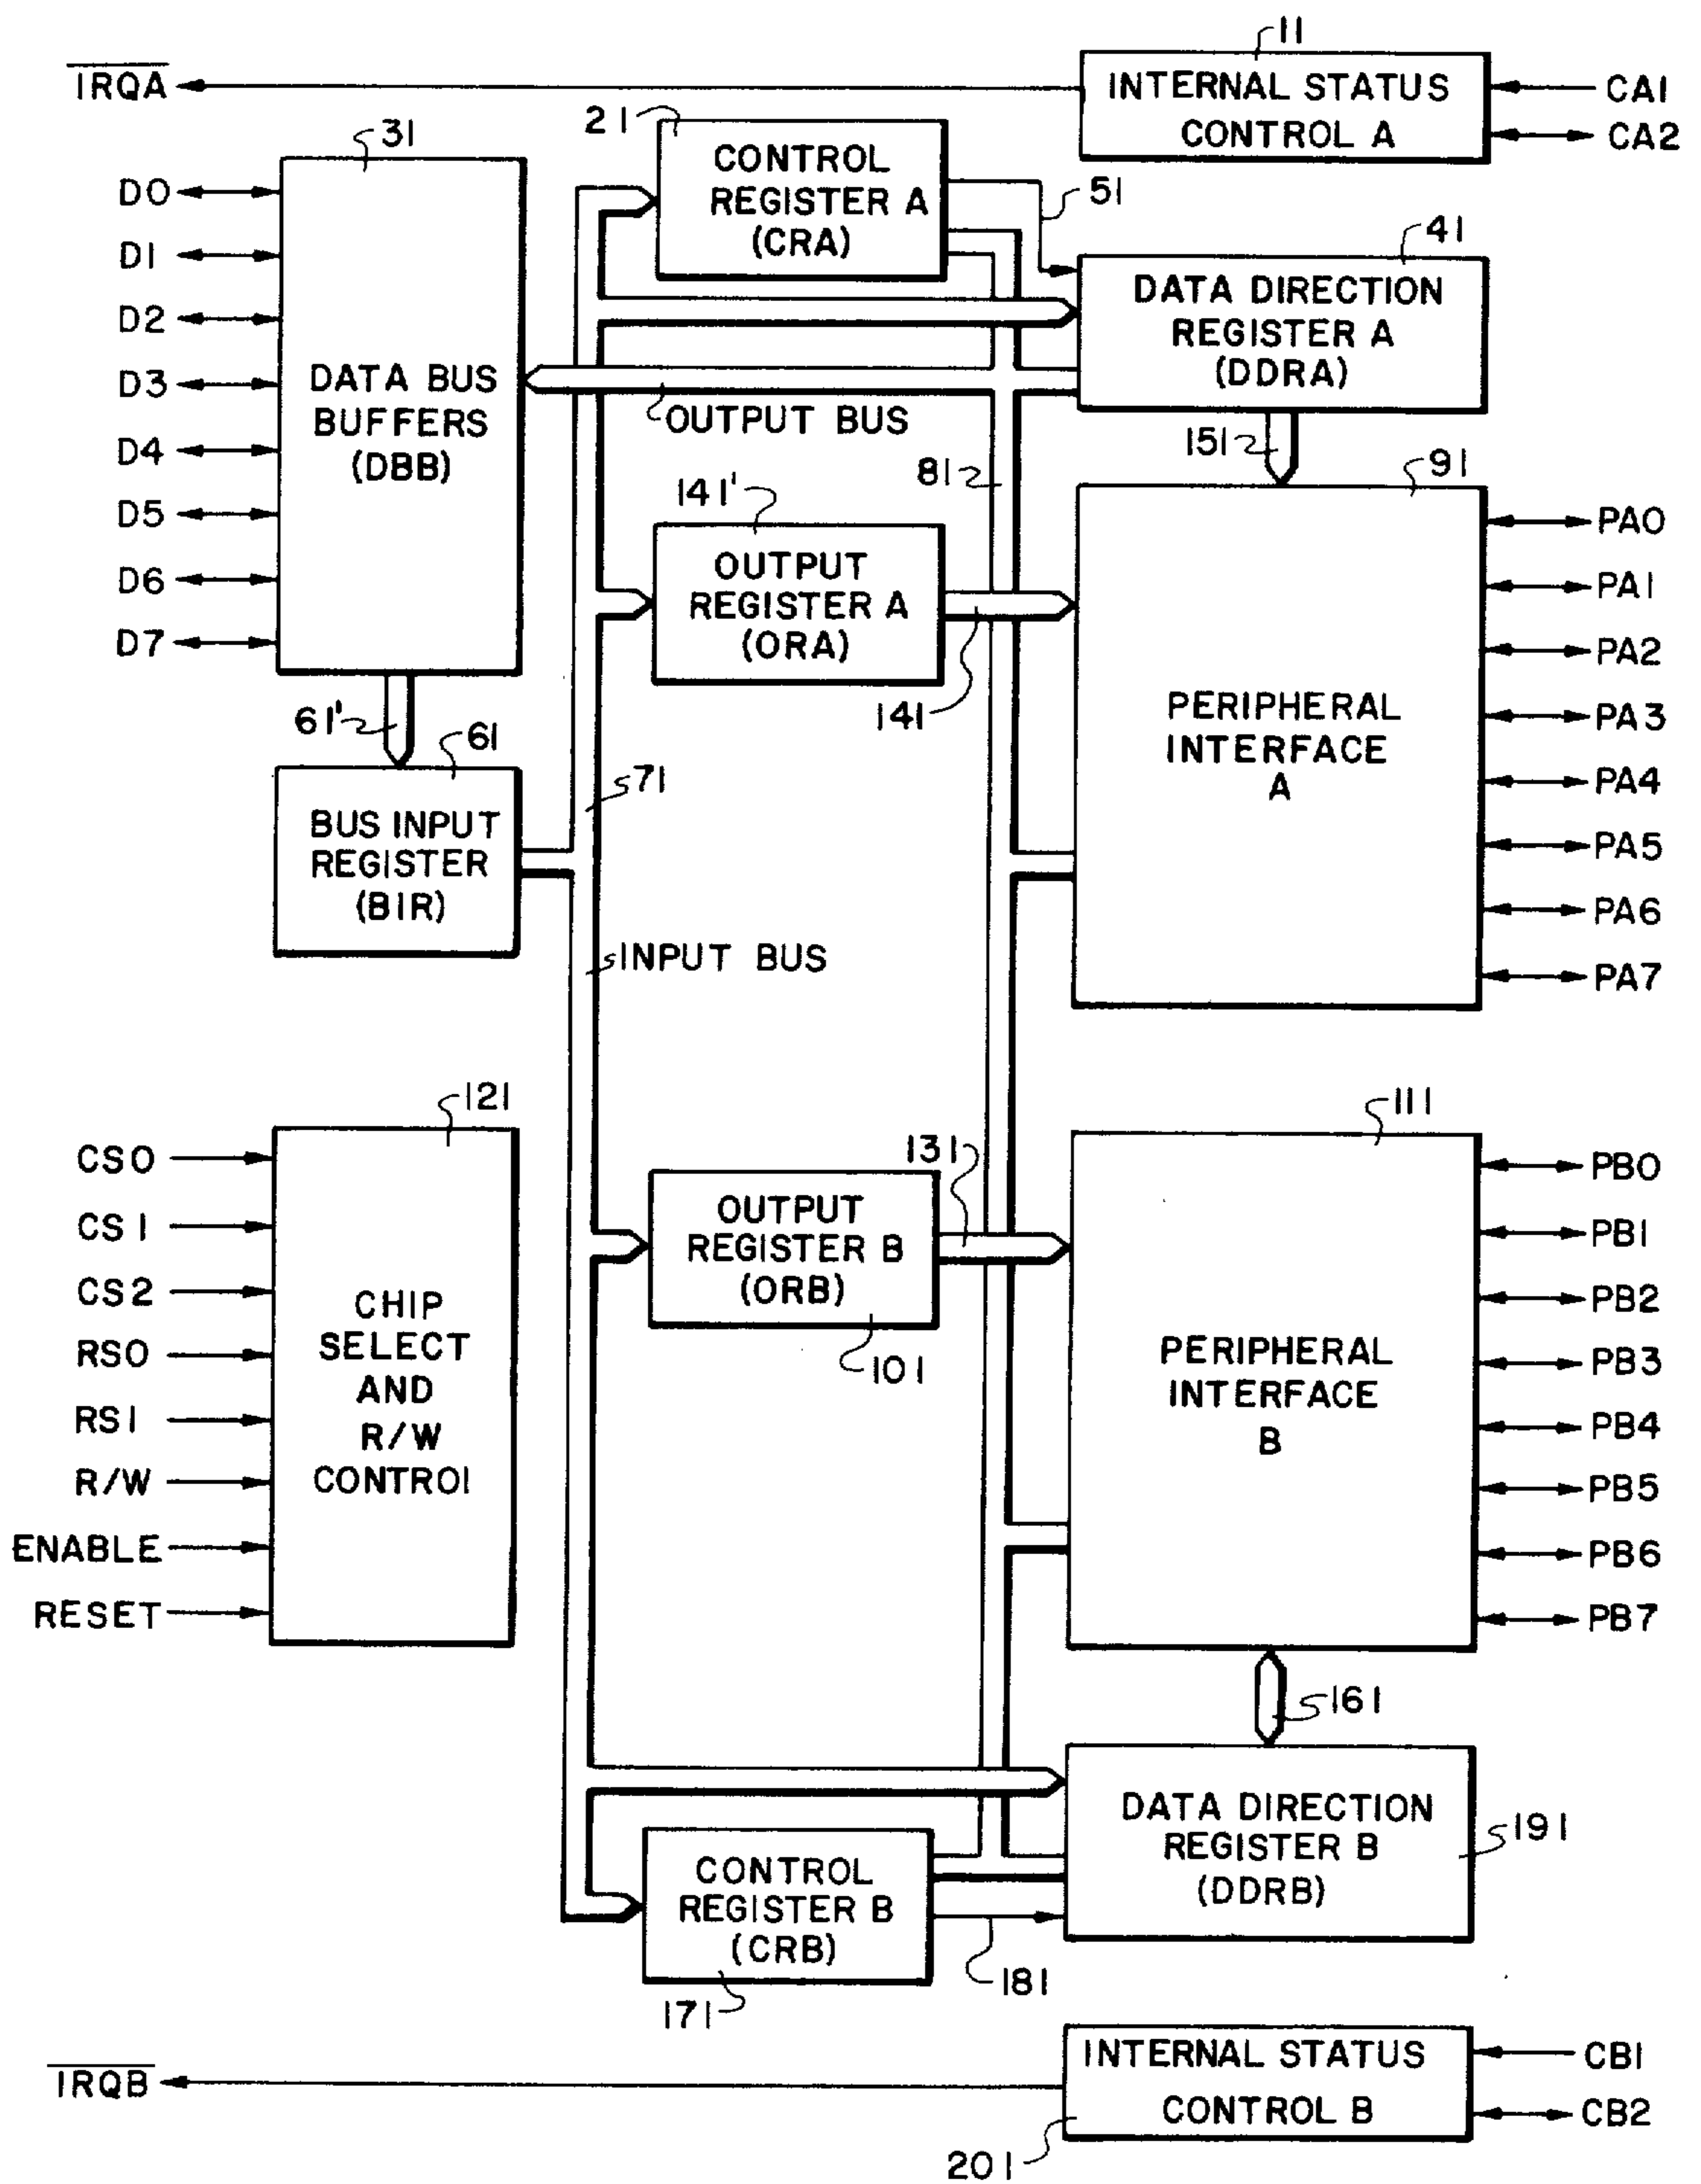 11
IRQA
INTERNAL STATUS
CONTROL A
CA1
CA2
21
31
CONTROL
REGISTER A
(CRA)
51
41
D0
D1
D2
D3
D4
D5
D6
D7
DATA BUS
BUFFERS
(DBB)
DATA DIRECTION
REGISTER A
(DDRA)
OUTPUT BUS
151
81
91
141'
OUTPUT
REGISTER A
(ORA)
141
PERIPHERAL
INTERFACE
A
PA0
PA1
PA2
PA3
PA4
PA5
PA6
PA7
61'
61
71
BUS INPUT
REGISTER
(BIR)
INPUT BUS
121
CS0
CS1
CS2
RS0
RS1
R/W
ENABLE
RESET
CHIP
SELECT
AND
R/W
CONTROl
131
111
OUTPUT
REGISTER B
(ORB)
101
PERIPHERAL
INTERFACE
B
PB0
PB1
PB2
PB3
PB4
PB5
PB6
PB7
161
DATA DIRECTION
REGISTER B
(DDRB)
191
CONTROL
REGISTER B
(CRB)
171
181
IRQB
INTERNAL STATUS
CONTROL B
CB1
CB2
201